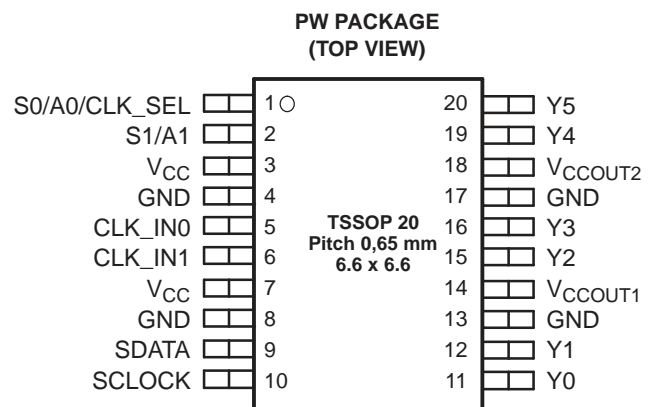 PW PACKAGE
(TOP VIEW)
S0/A0/CLK_SEL 1 20 Y5
S1/A1 2 19 Y4
VCC 3 18 VCCOUT2
GND 4 17 GND
CLK_IN0 5 TSSOP 20 16 Y3
Pitch 0,65 mm
CLK_IN1 6 6.6 x 6.6 15 Y2
VCC 7 14 VCCOUT1
GND 8 13 GND
SDATA 9 12 Y1
SCLOCK 10 11 Y0